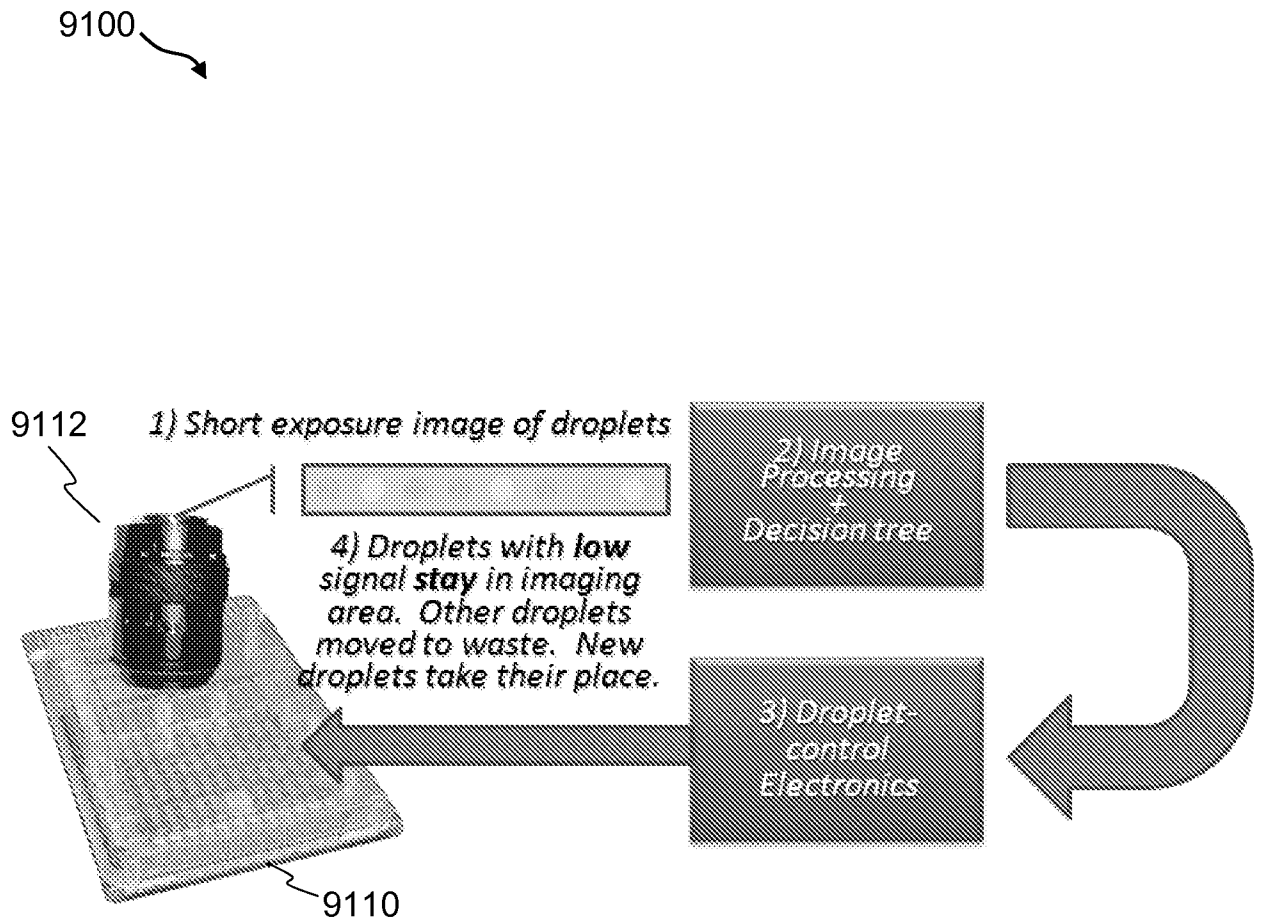 9100
9112
1) Short exposure image of droplets
2) Image
Processing
+
Decision tree
4) Droplets with low
signal stay in imaging
area. Other droplets
moved to waste. New
droplets take their place.
3) Droplet-
control
Electronics
9110